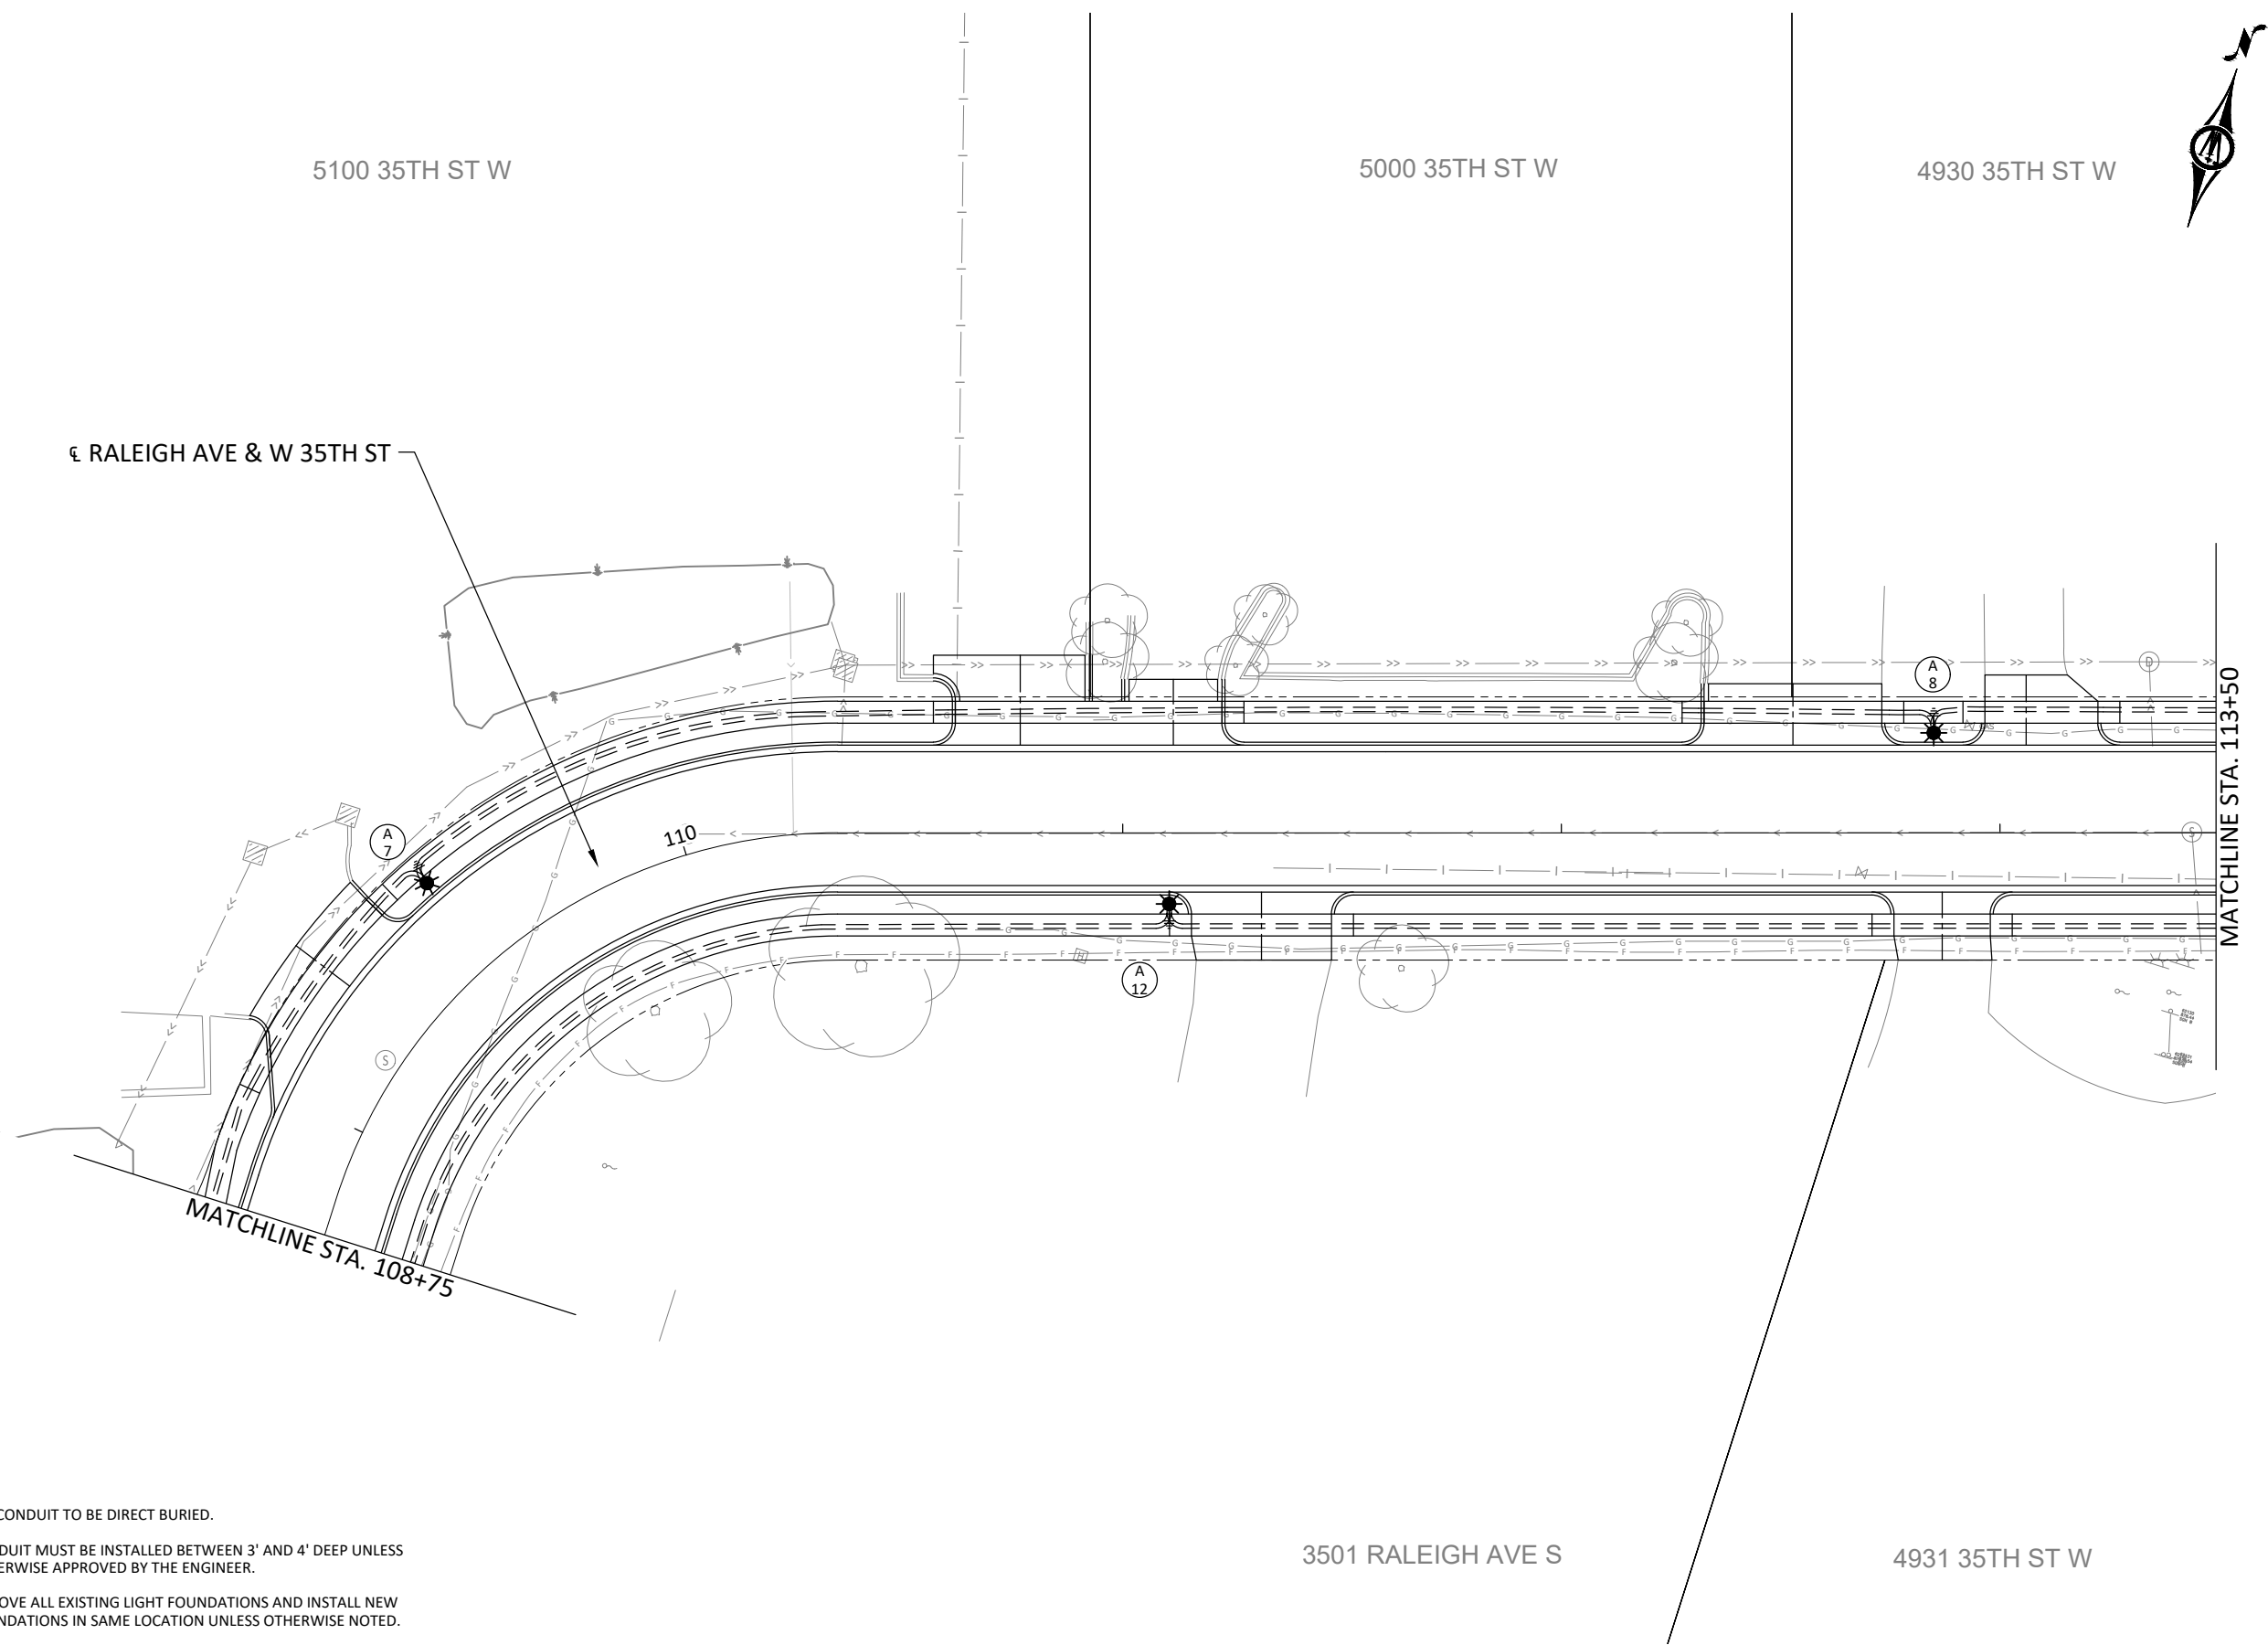 N
5100 35TH ST W
5000 35TH ST W
4930 35TH ST W
℄ RALEIGH AVE & W 35TH ST
A
8
D
A
7
110
S
MATCHLINE STA. 113+50
H
A
12
S
MATCHLINE STA. 108+75
CONDUIT TO BE DIRECT BURIED.
DUIT MUST BE INSTALLED BETWEEN 3' AND 4' DEEP UNLESS
ERWISE APPROVED BY THE ENGINEER.
OVE ALL EXISTING LIGHT FOUNDATIONS AND INSTALL NEW
NDATIONS IN SAME LOCATION UNLESS OTHERWISE NOTED.
3501 RALEIGH AVE S
4931 35TH ST W